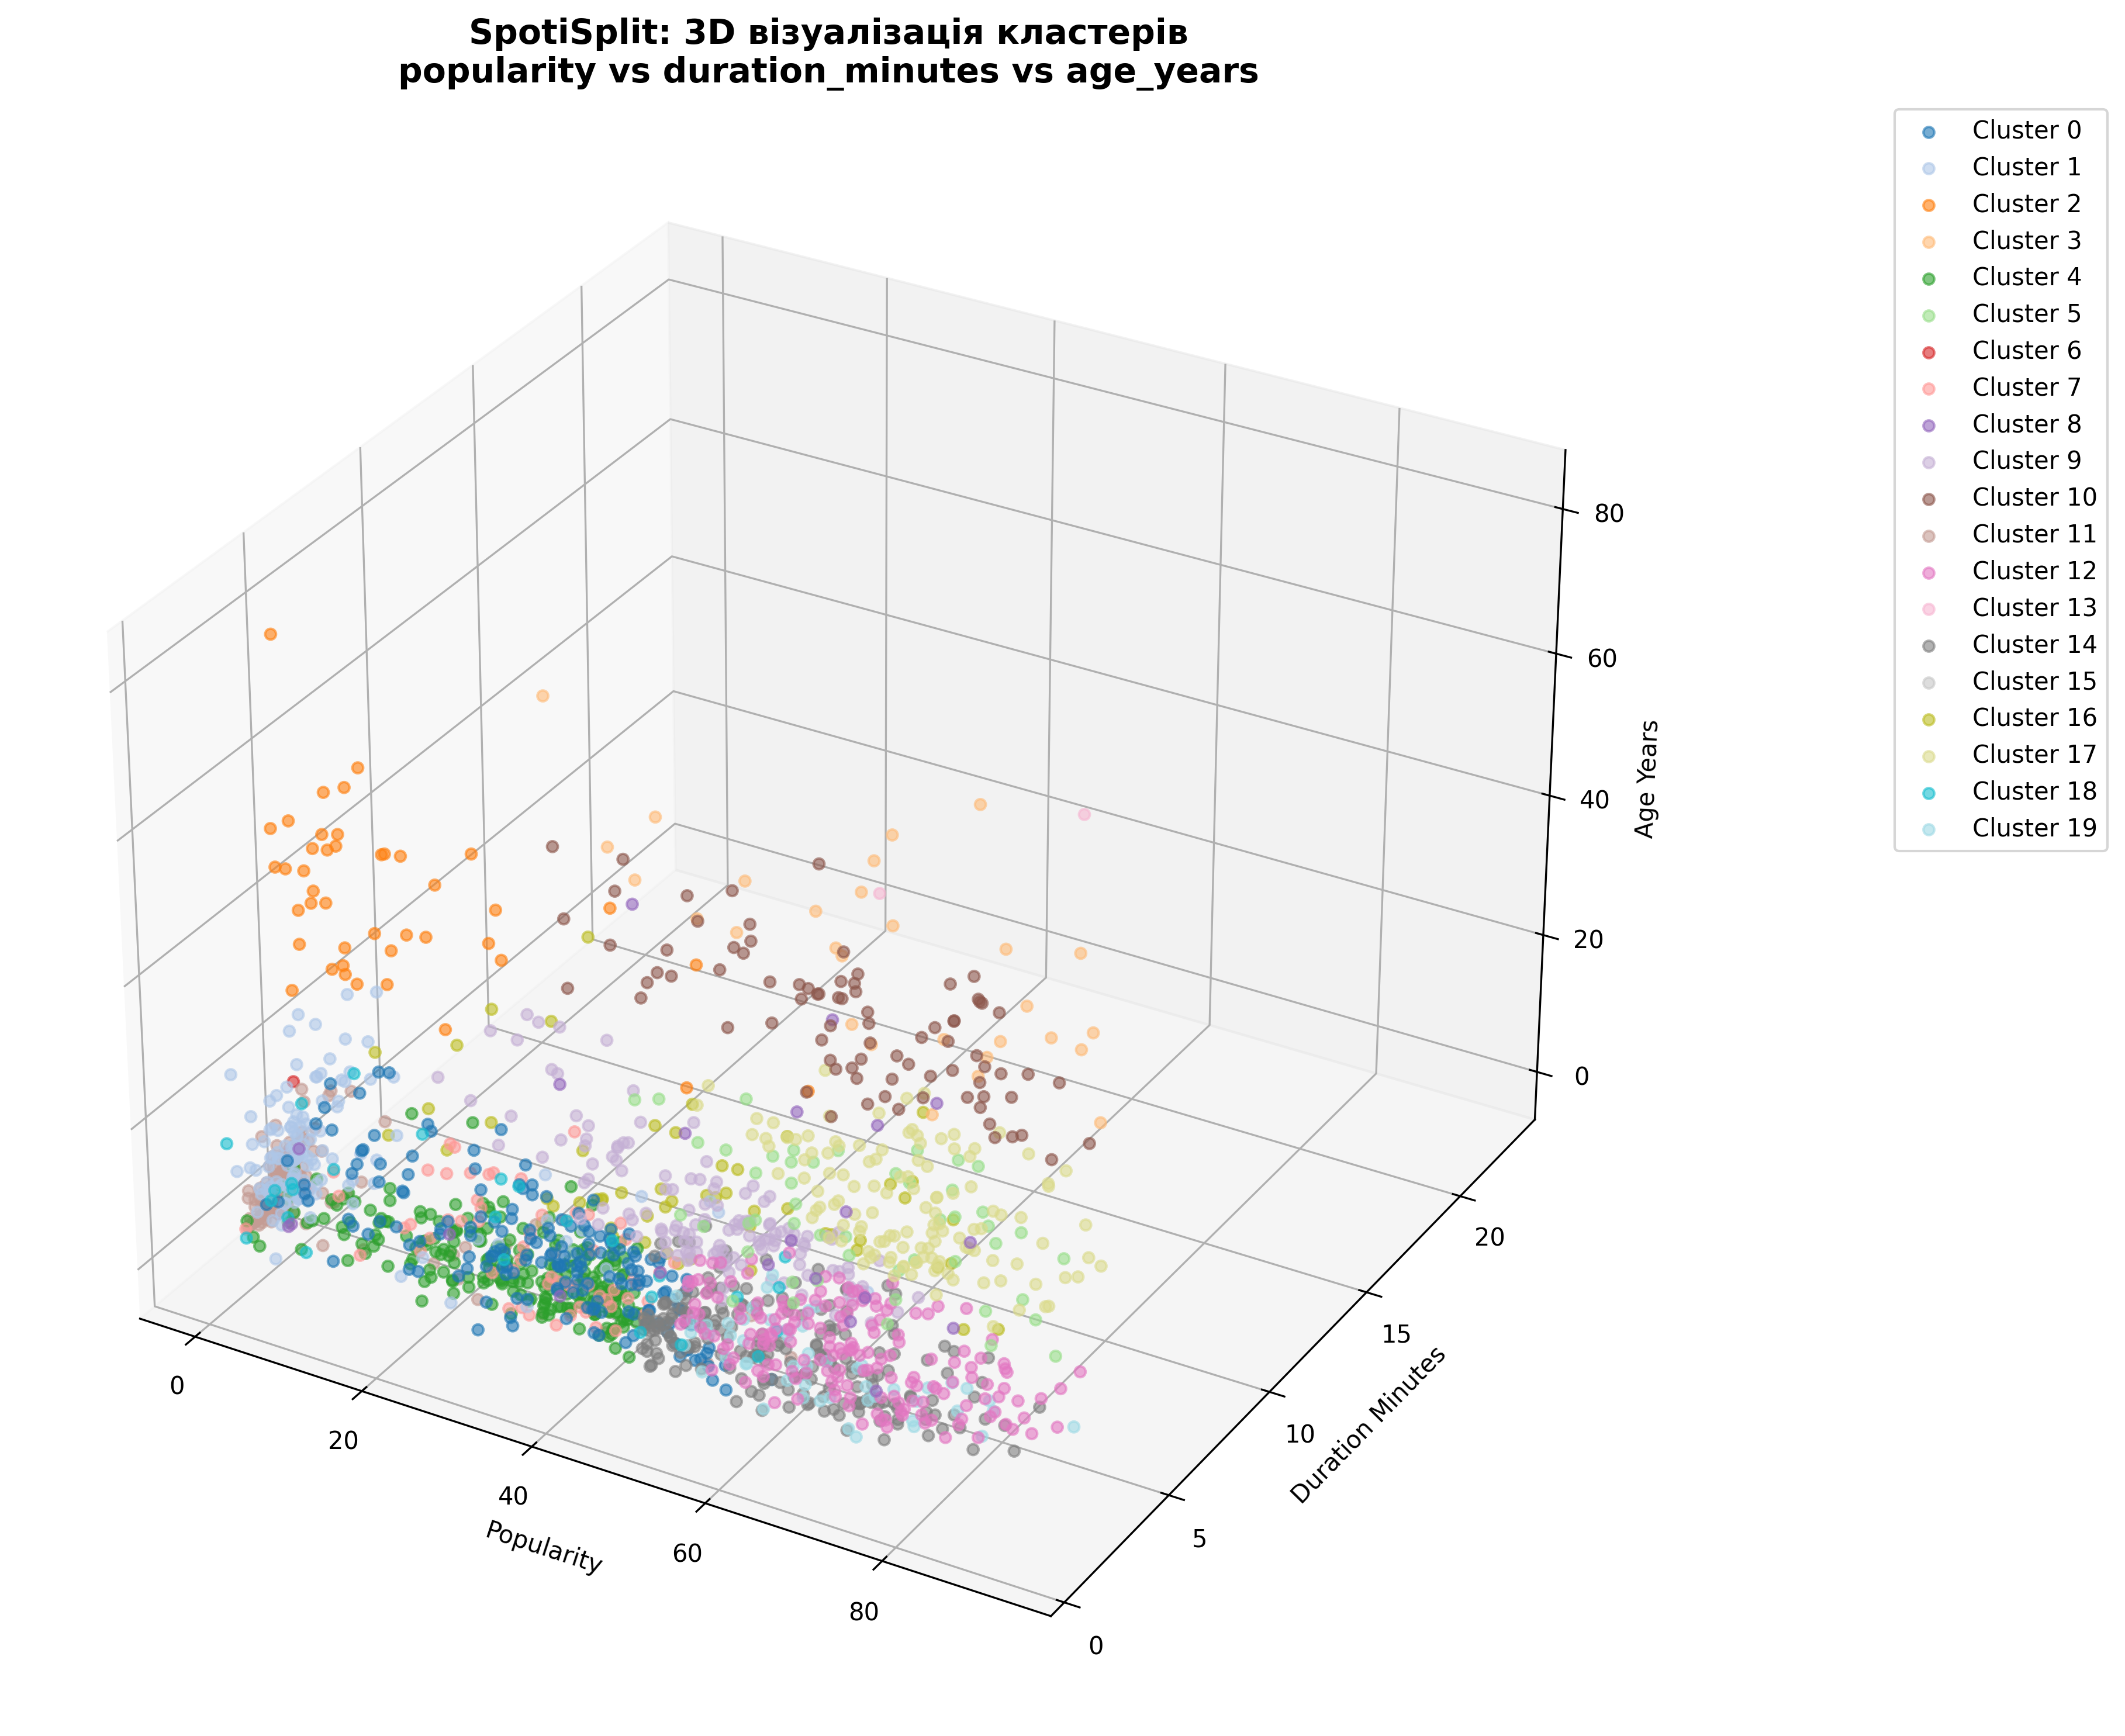 SpotiSplit: 3D візуалізація кластерів
popularity vs duration_minutes vs age_years
Cluster 0
Cluster 1
Cluster 2
Cluster 3
Cluster 4
Cluster 5
Cluster 6
Cluster 7
Cluster 8
Cluster 9
Cluster 10
Cluster 11
Cluster 12
Cluster 13
Cluster 14
Cluster 15
Cluster 16
Cluster 17
Cluster 18
Cluster 19
80
60
40
20
0
Age Years
20
15
10
5
0
Duration Minutes
0
20
40
60
80
Popularity